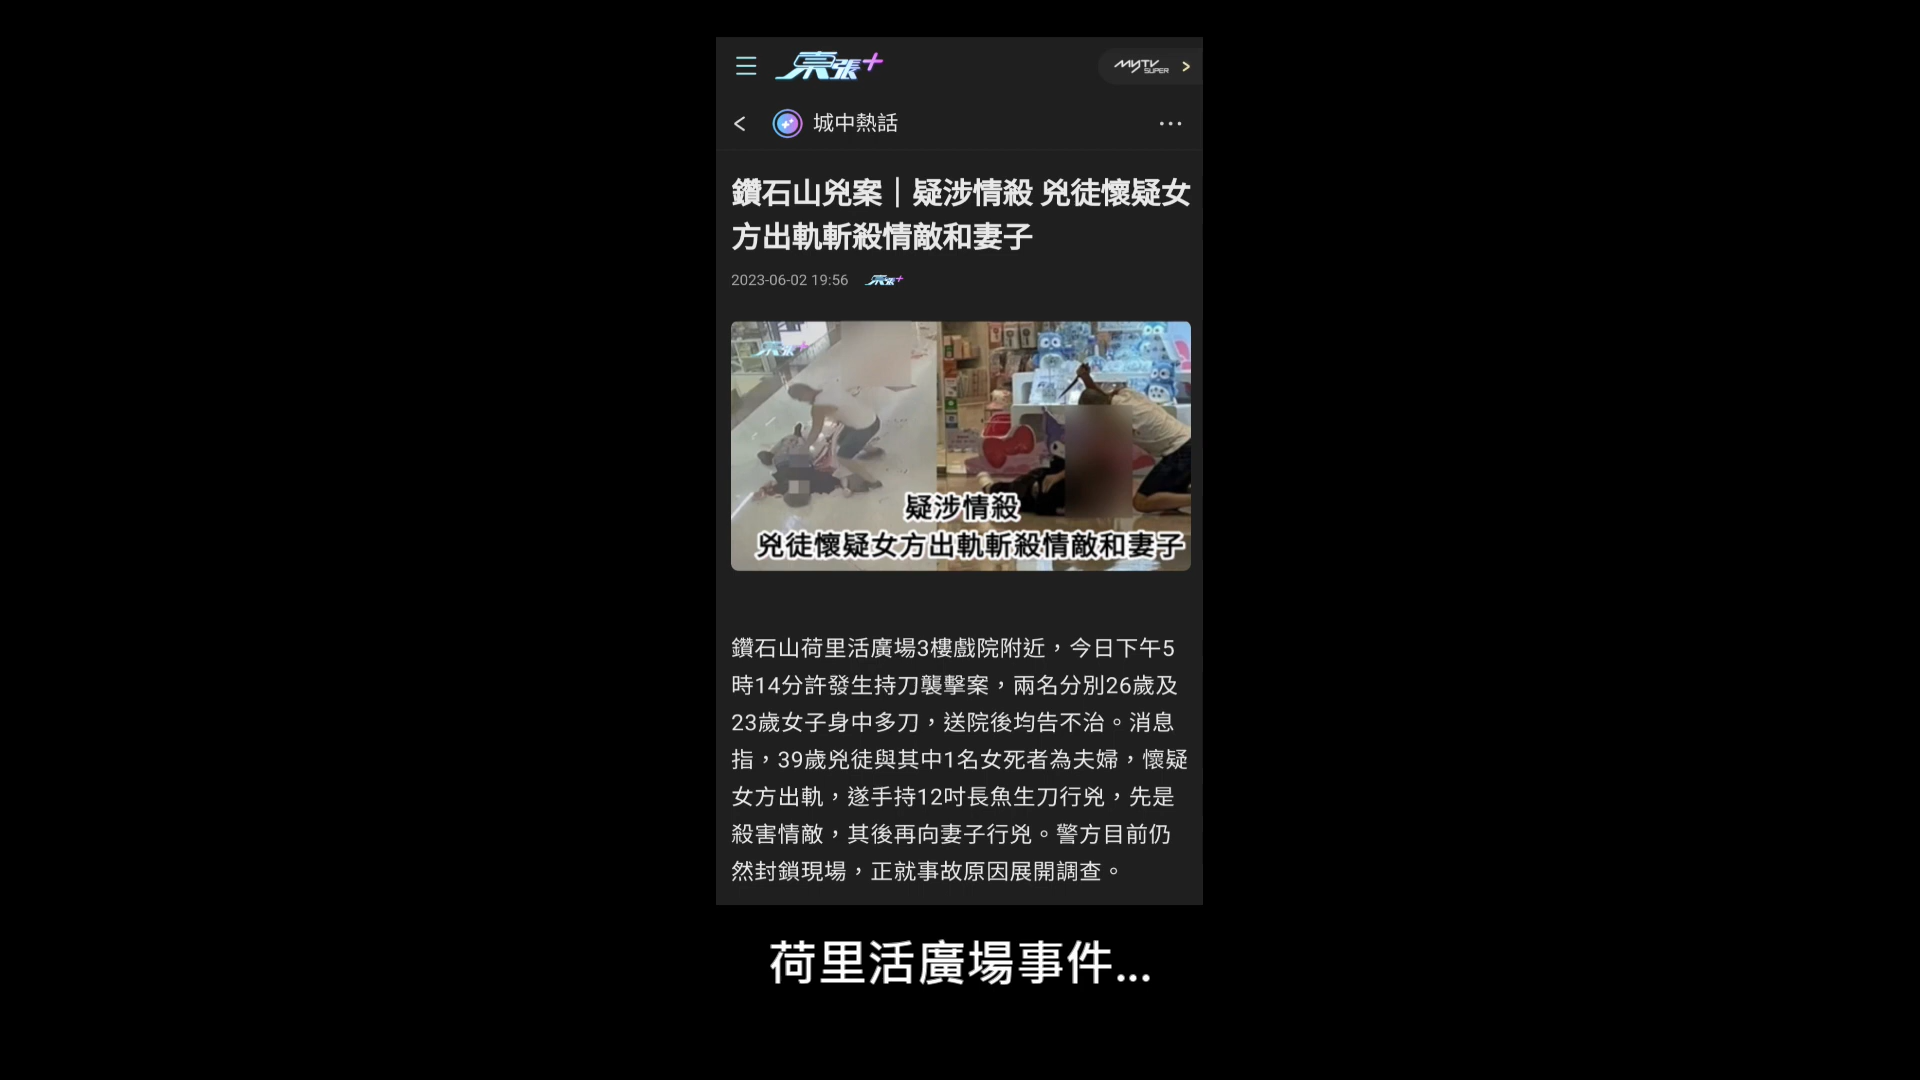 東張+
myTV SUPER
城中熱話
鑽石山兇案｜疑涉情殺 兇徒懷疑女
方出軌斬殺情敵和妻子
2023-06-02 19:56 東張+
東張+
疑涉情殺
兇徒懷疑女方出軌斬殺情敵和妻子
鑽石山荷里活廣場3樓戲院附近，今日下午5
時14分許發生持刀襲擊案，兩名分別26歲及
23歲女子身中多刀，送院後均告不治。消息
指，39歲兇徒與其中1名女死者為夫婦，懷疑
女方出軌，遂手持12吋長魚生刀行兇，先是
殺害情敵，其後再向妻子行兇。警方目前仍
然封鎖現場，正就事故原因展開調查。
荷里活廣場事件...